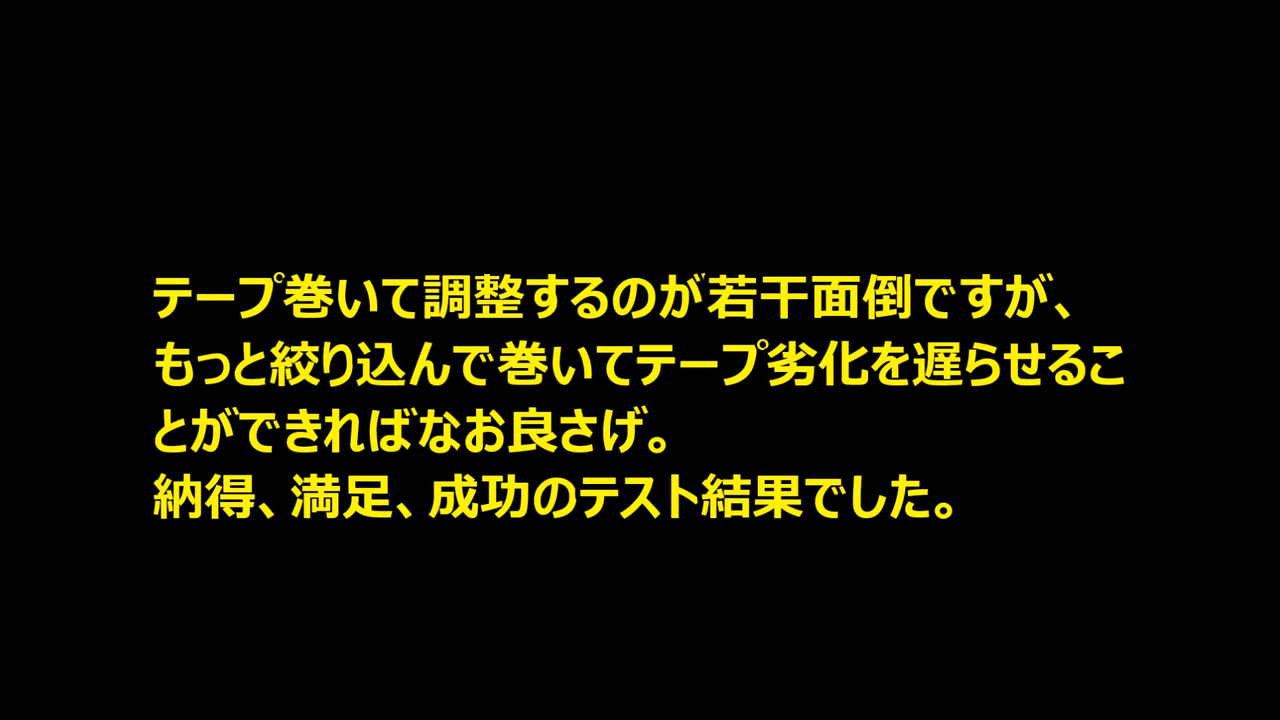 テープ巻いて調整するのが若干面倒ですが、
もっと絞り込んで巻いてテープ劣化を遅らせるこ
とができればなお良さげ。
納得、満足、成功のテスト結果でした。